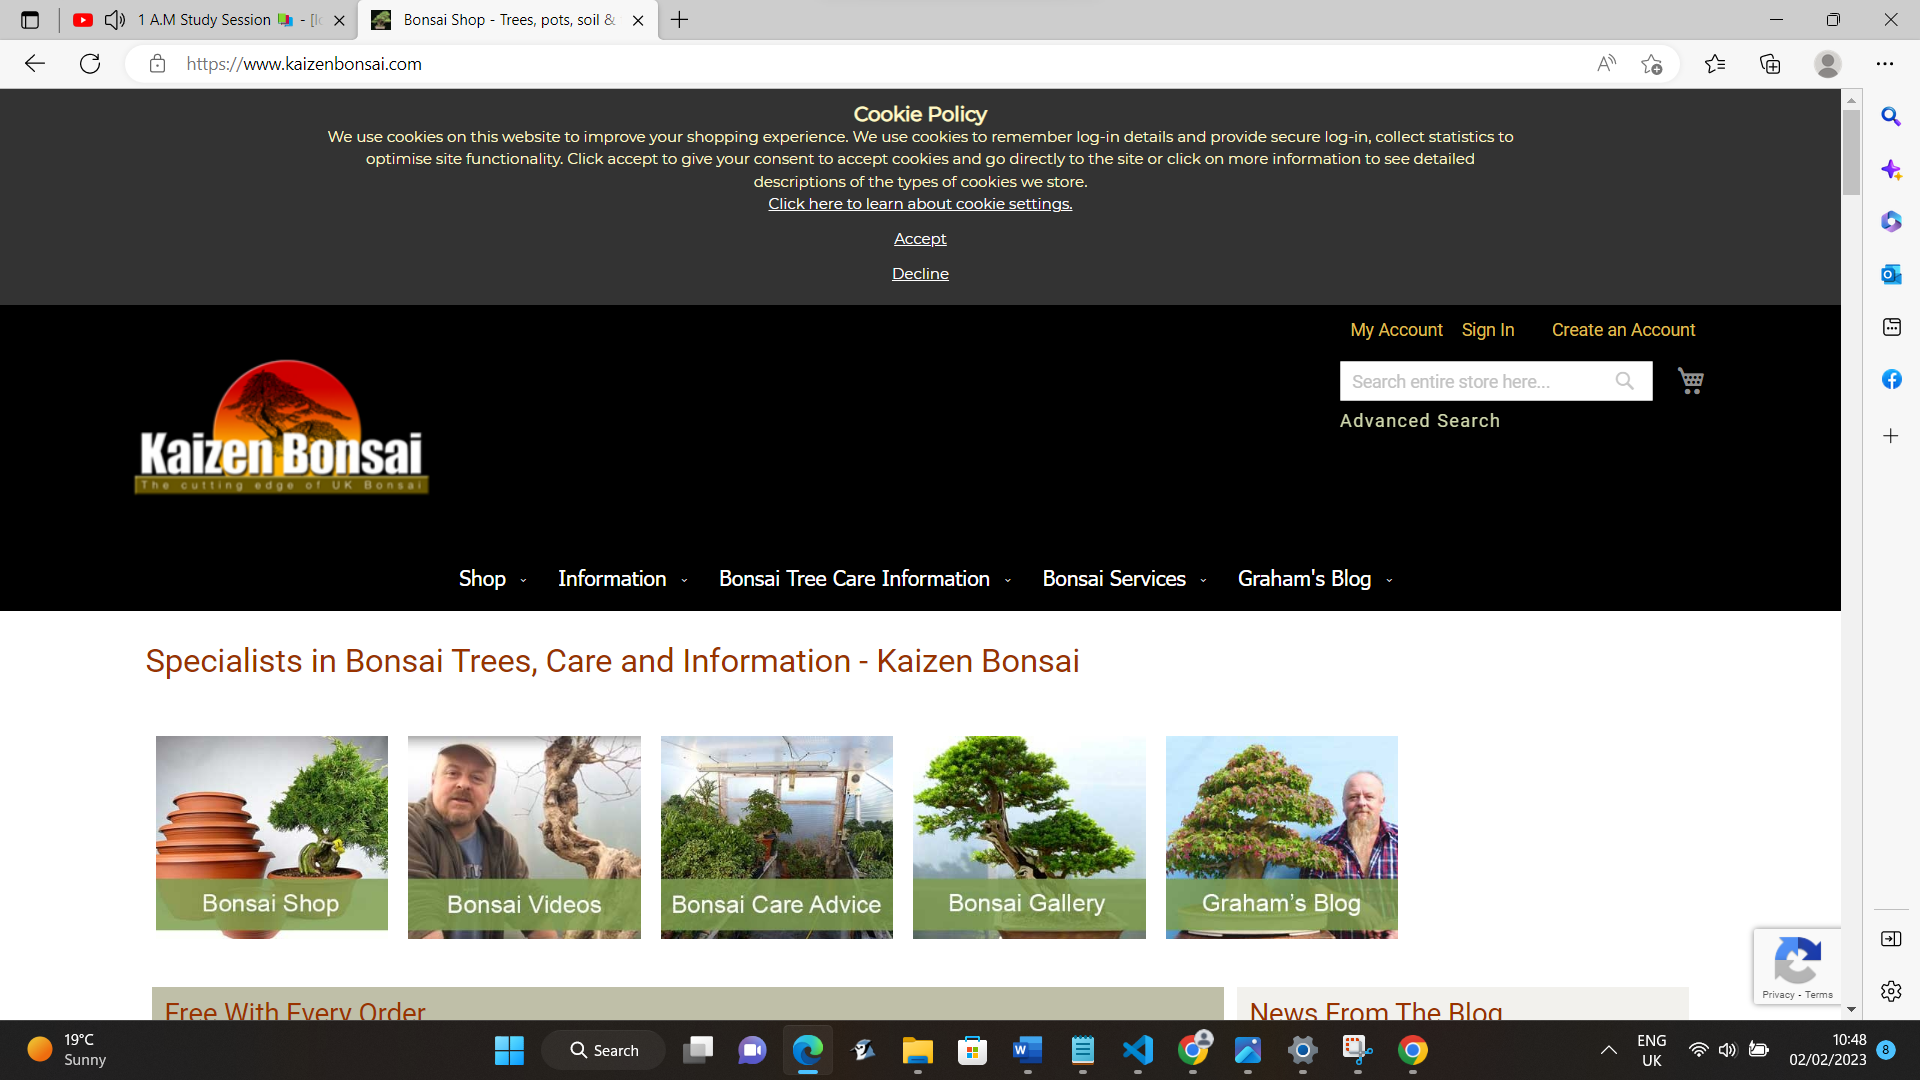 1 A.M Study Session 📚 - [lo
Bonsai Shop - Trees, pots, soil &
https://www.kaizenbonsai.com
Cookie Policy
We use cookies on this website to improve your shopping experience. We use cookies to remember log-in details and provide secure log-in, collect statistics to
optimise site functionality. Click accept to give your consent to accept cookies and go directly to the site or click on more information to see detailed
descriptions of the types of cookies we store.
Click here to learn about cookie settings.
Accept
Decline
My Account Sign In Create an Account
Search entire store here...
Advanced Search
Kaizen Bonsai
The cutting edge of UK Bonsai
Shop Information Bonsai Tree Care Information Bonsai Services Graham's Blog
Specialists in Bonsai Trees, Care and Information - Kaizen Bonsai
Bonsai Shop
Bonsai Videos
Bonsai Care Advice
Bonsai Gallery
Graham's Blog
Privacy - Terms
Free With Every Order
News From The Blog
19°C
Sunny
Search
ENG
UK
10:48
02/02/2023
8